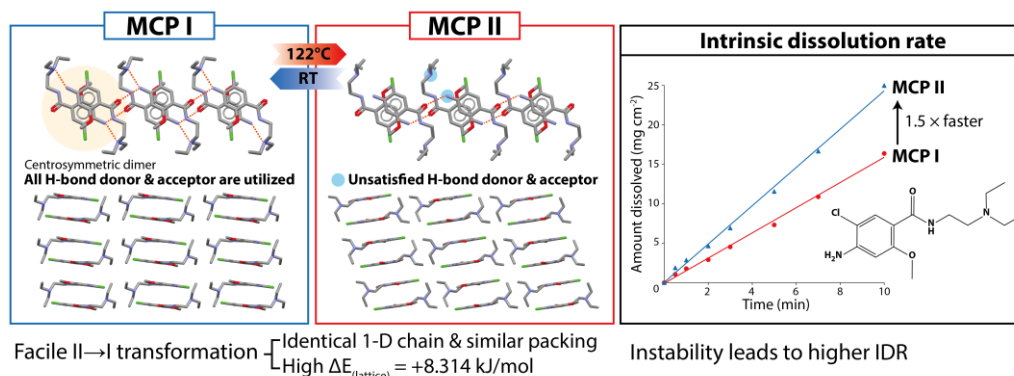 MCP I
Centrosymmetric dimer
All H-bond donor & acceptor are utilized
122°C
RT
MCP II
Unsatisfied H-bond donor & acceptor
Intrinsic dissolution rate
Amount dissolved (mg cm⁻²)
25
20
15
10
5
0
0
2
4
6
8
10
Time (min)
MCP II
1.5 × faster
MCP I
Cl
H₂N
O
O
N
H
N
Facile II→I transformation
Identical 1-D chain & similar packing
High ΔE(lattice) = +8.314 kJ/mol
Instability leads to higher IDR